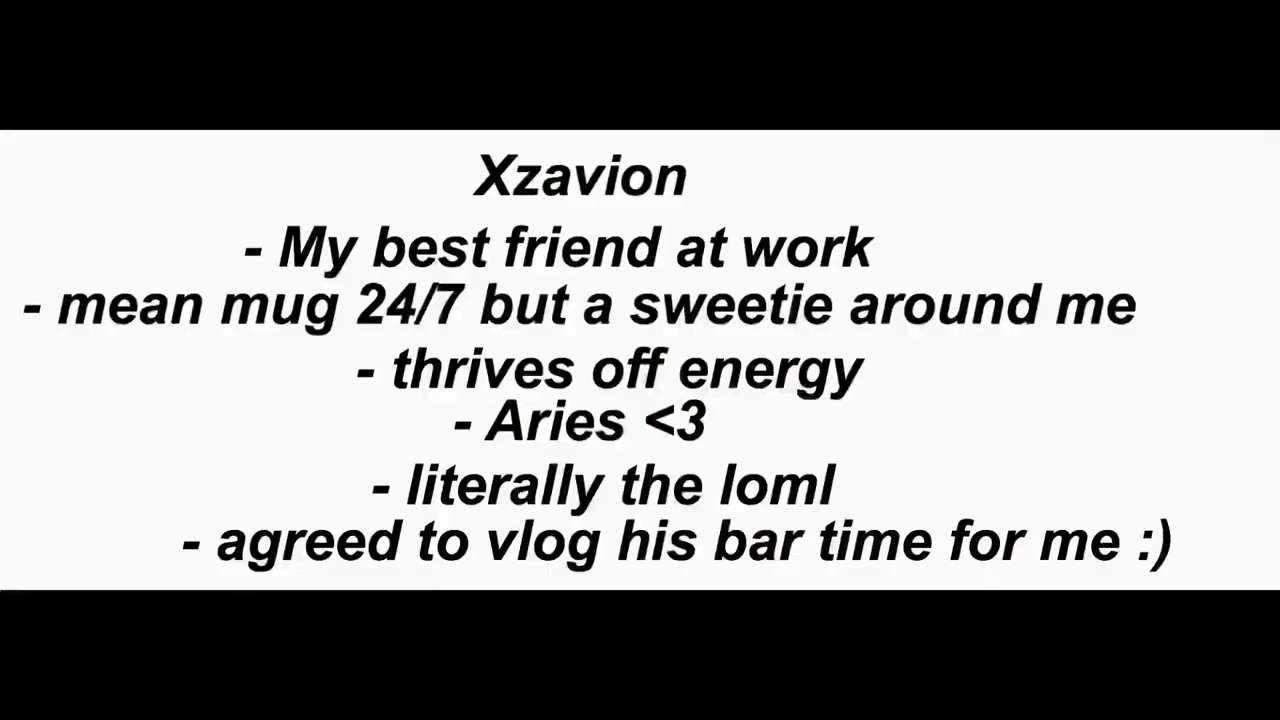 Xzavion
- My best friend at work
- mean mug 24/7 but a sweetie around me
- thrives off energy
- Aries <3
- literally the loml
- agreed to vlog his bar time for me :)